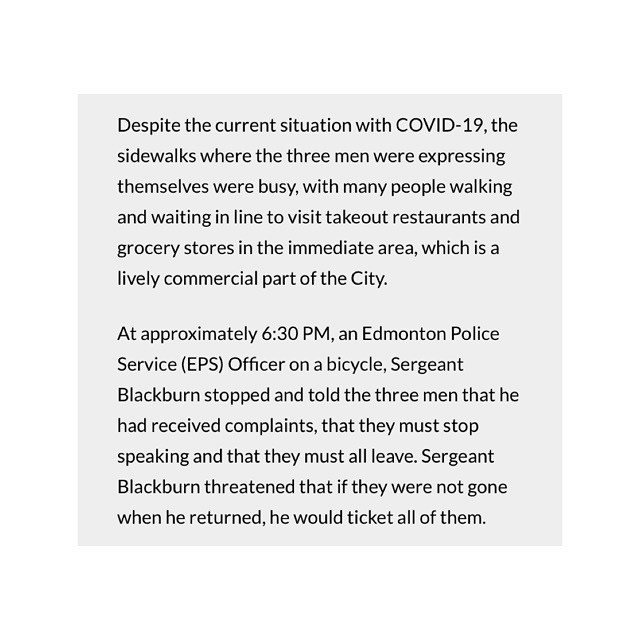 Despite the current situation with COVID-19, the
sidewalks where the three men were expressing
themselves were busy, with many people walking
and waiting in line to visit takeout restaurants and
grocery stores in the immediate area, which is a
lively commercial part of the City.
At approximately 6:30 PM, an Edmonton Police
Service (EPS) Officer on a bicycle, Sergeant
Blackburn stopped and told the three men that he
had received complaints, that they must stop
speaking and that they must all leave. Sergeant
Blackburn threatened that if they were not gone
when he returned, he would ticket all of them.